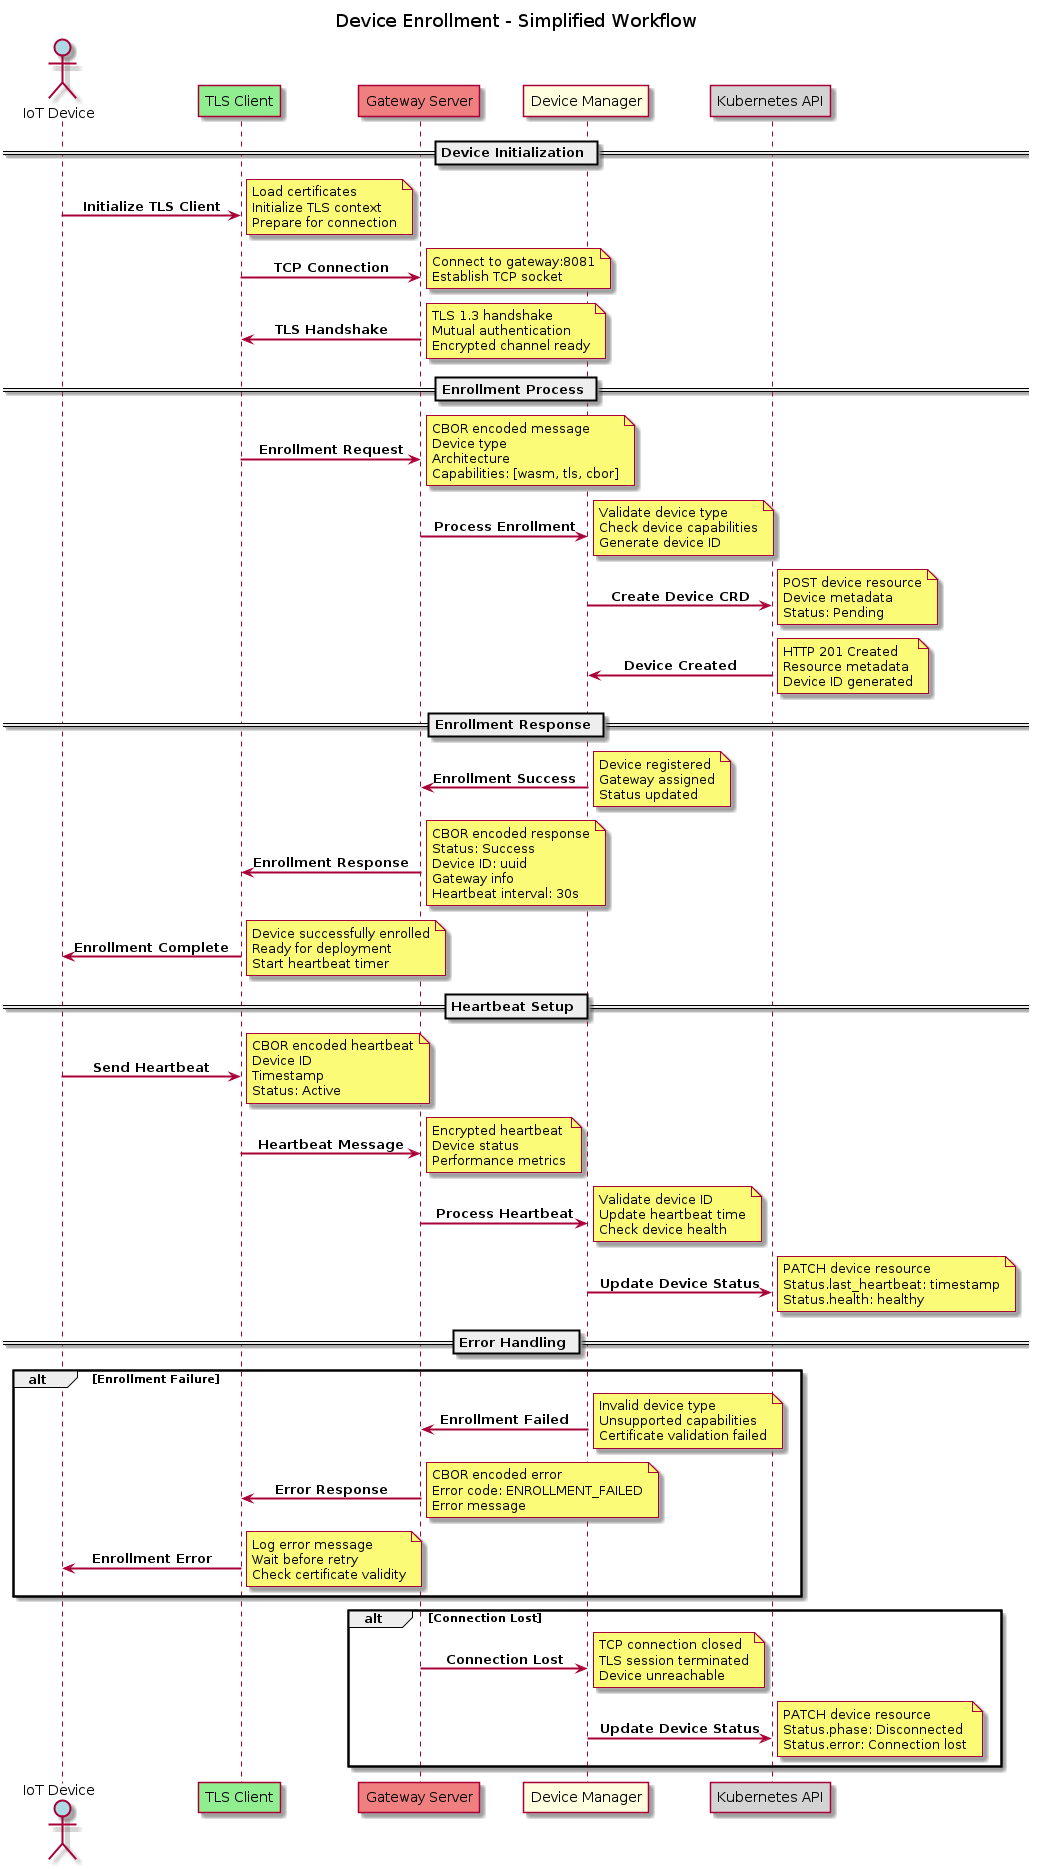 Device Enrollment - Simplified Workflow
IoT Device
TLS Client
Gateway Server
Device Manager
Kubernetes API
Device Initialization
Initialize TLS Client
Load certificates
Initialize TLS context
Prepare for connection
TCP Connection
Connect to gateway:8081
Establish TCP socket
TLS Handshake
TLS 1.3 handshake
Mutual authentication
Encrypted channel ready
Enrollment Process
Enrollment Request
CBOR encoded message
Device type
Architecture
Capabilities: [wasm, tls, cbor]
Process Enrollment
Validate device type
Check device capabilities
Generate device ID
Create Device CRD
POST device resource
Device metadata
Status: Pending
Device Created
HTTP 201 Created
Resource metadata
Device ID generated
Enrollment Response
Enrollment Success
Device registered
Gateway assigned
Status updated
Enrollment Response
CBOR encoded response
Status: Success
Device ID: uuid
Gateway info
Heartbeat interval: 30s
Enrollment Complete
Device successfully enrolled
Ready for deployment
Start heartbeat timer
Heartbeat Setup
Send Heartbeat
CBOR encoded heartbeat
Device ID
Timestamp
Status: Active
Heartbeat Message
Encrypted heartbeat
Device status
Performance metrics
Process Heartbeat
Validate device ID
Update heartbeat time
Check device health
Update Device Status
PATCH device resource
Status.last_heartbeat: timestamp
Status.health: healthy
Error Handling
alt
[Enrollment Failure]
Enrollment Failed
Invalid device type
Unsupported capabilities
Certificate validation failed
Error Response
CBOR encoded error
Error code: ENROLLMENT_FAILED
Error message
Enrollment Error
Log error message
Wait before retry
Check certificate validity
alt
[Connection Lost]
Connection Lost
TCP connection closed
TLS session terminated
Device unreachable
Update Device Status
PATCH device resource
Status.phase: Disconnected
Status.error: Connection lost
IoT Device
TLS Client
Gateway Server
Device Manager
Kubernetes API